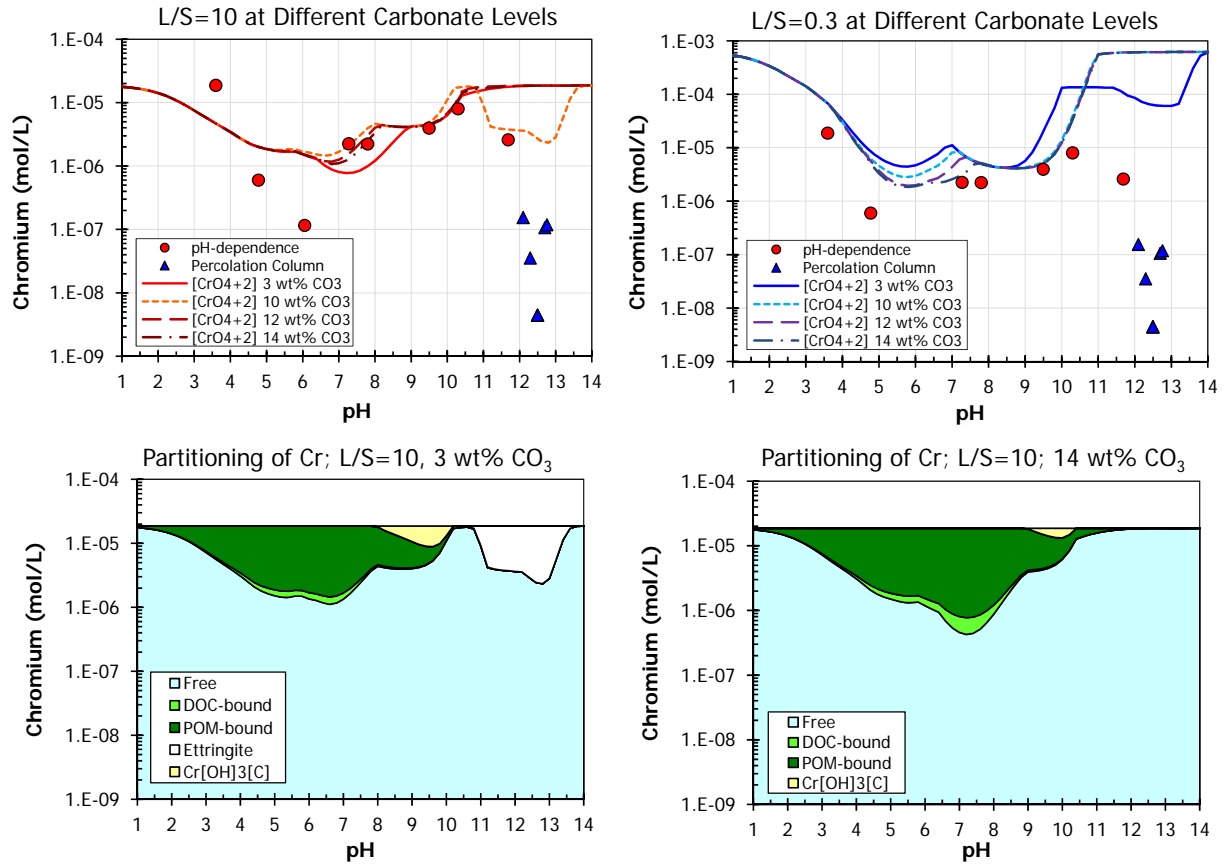 L/S=10 at Different Carbonate Levels
1.E-04
1.E-05
1.E-06
1.E-07
1.E-08
1.E-09
Chromium (mol/L)
pH-dependence
Percolation Column
[CrO4+2] 3 wt% CO3
[CrO4+2] 10 wt% CO3
[CrO4+2] 12 wt% CO3
[CrO4+2] 14 wt% CO3
1 2 3 4 5 6 7 8 9 10 11 12 13 14
pH
L/S=0.3 at Different Carbonate Levels
1.E-03
1.E-04
1.E-05
1.E-06
1.E-07
1.E-08
1.E-09
Chromium (mol/L)
pH-dependence
Percolation Column
[CrO4+2] 3 wt% CO3
[CrO4+2] 10 wt% CO3
[CrO4+2] 12 wt% CO3
[CrO4+2] 14 wt% CO3
1 2 3 4 5 6 7 8 9 10 11 12 13 14
pH
Partitioning of Cr; L/S=10, 3 wt% CO₃
1.E-04
1.E-05
1.E-06
1.E-07
1.E-08
1.E-09
Chromium (mol/L)
Free
DOC-bound
POM-bound
Ettringite
Cr[OH]3[C]
1 2 3 4 5 6 7 8 9 10 11 12 13 14
pH
Partitioning of Cr; L/S=10; 14 wt% CO₃
1.E-04
1.E-05
1.E-06
1.E-07
1.E-08
1.E-09
Chromium (mol/L)
Free
DOC-bound
POM-bound
Cr[OH]3[C]
1 2 3 4 5 6 7 8 9 10 11 12 13 14
pH